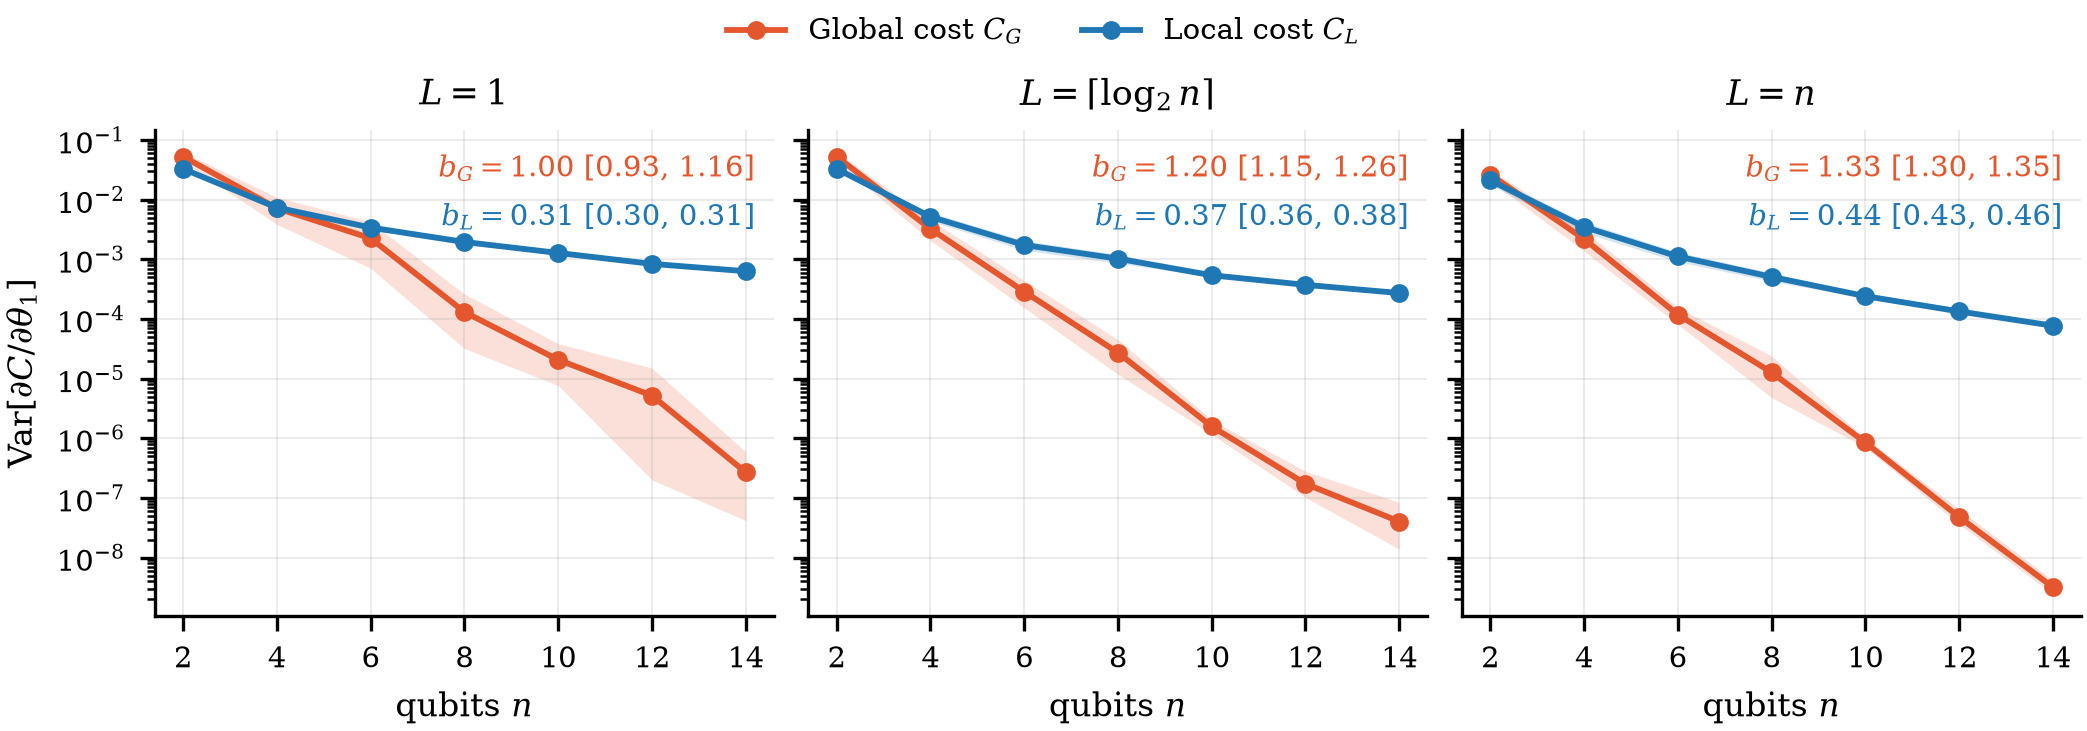 Global cost C_G
Local cost C_L
L = 1
L = ⌈log₂ n⌉
L = n
Var[∂C/∂θ₁]
10⁻¹
10⁻²
10⁻³
10⁻⁴
10⁻⁵
10⁻⁶
10⁻⁷
10⁻⁸
b_G = 1.00 [0.93, 1.16]
b_L = 0.31 [0.30, 0.31]
b_G = 1.20 [1.15, 1.26]
b_L = 0.37 [0.36, 0.38]
b_G = 1.33 [1.30, 1.35]
b_L = 0.44 [0.43, 0.46]
2 4 6 8 10 12 14
2 4 6 8 10 12 14
2 4 6 8 10 12 14
qubits n
qubits n
qubits n